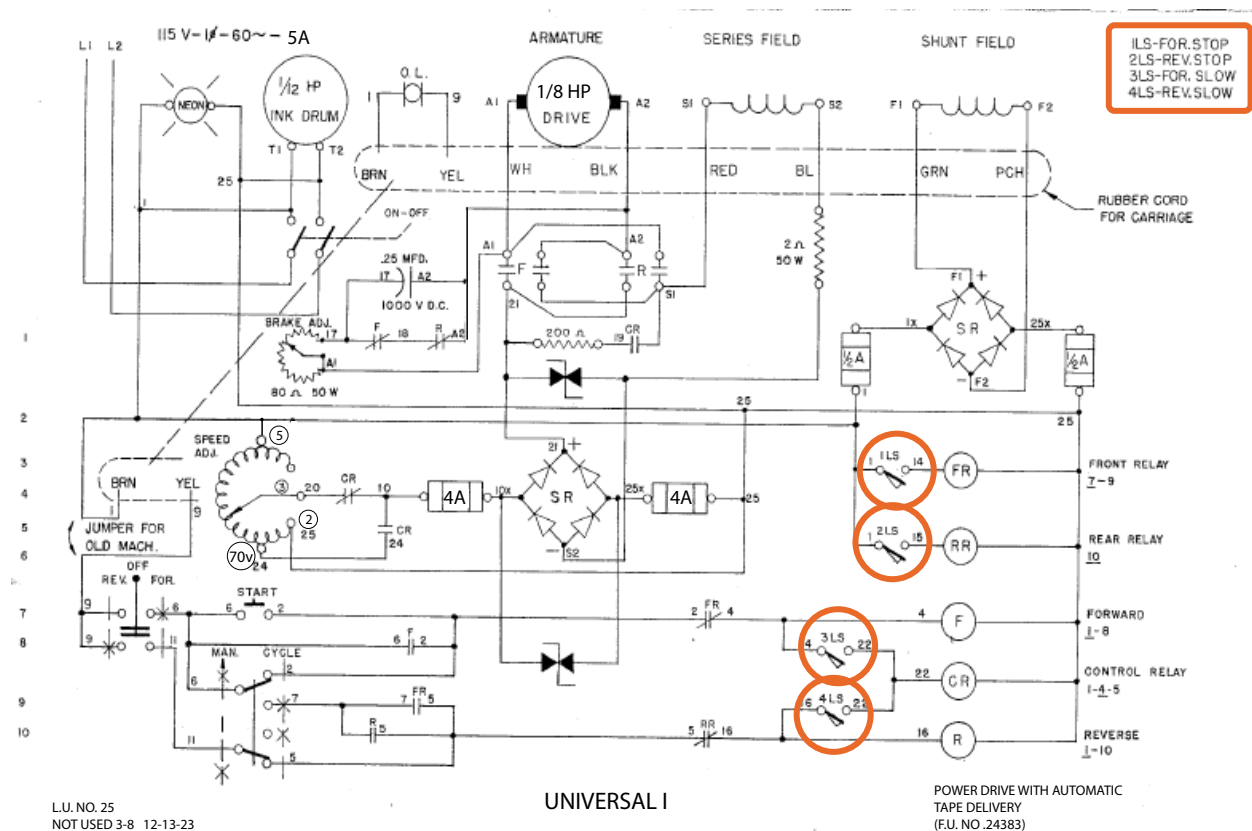 L1 L2
115 V-1ø-60~- 5A
ARMATURE
SERIES FIELD
SHUNT FIELD
1LS-FOR.STOP
2LS-REV.STOP
3LS-FOR. SLOW
4LS-REV.SLOW
NEON
1/12 HP
INK DRUM
O.L.
1 9
A1
1/8 HP
DRIVE
A2
S1 S2
F1 F2
T1 T2
BRN YEL
WH BLK
RED BL
GRN PCH
25
1
RUBBER CORD
FOR CARRIAGE
ON-OFF
A1 A2
F R
21 S1
2 Ω
50 W
.25 MFD.
17 A2
1000 V D.C.
F1 +
SR
- F2
1x 25x
½A ½A
1 25
BRAKE ADJ.
17 F 18 R A2
A1
80 Ω 50 W
200 Ω
19 CR
1
2
25
SPEED
ADJ.
5
3
3 20 CR 10
4A
10x
21 +
SR
25x
4A
25
- S2
4
BRN YEL
1 9
2
25
CR
24
70v 24
5
JUMPER FOR
OLD MACH.
6
1 1LS 14 FR
FRONT RELAY
7-9
1 2LS 15 RR
REAR RELAY
10
OFF
REV. FOR.
START
7
9 6 6 2
2 FR 4
4 F
FORWARD
1-8
8
9 11
6 F 2
4 3LS 22
MAN. CYCLE
2
6
22 CR
CONTROL RELAY
1-4-5
9
7
7 FR 5
16 4LS 22
10
R 5
5 RR 16
16 R
REVERSE
1-10
11
5
L.U. NO. 25
NOT USED 3-8 12-13-23
UNIVERSAL I
POWER DRIVE WITH AUTOMATIC
TAPE DELIVERY
(F.U. NO .24383)